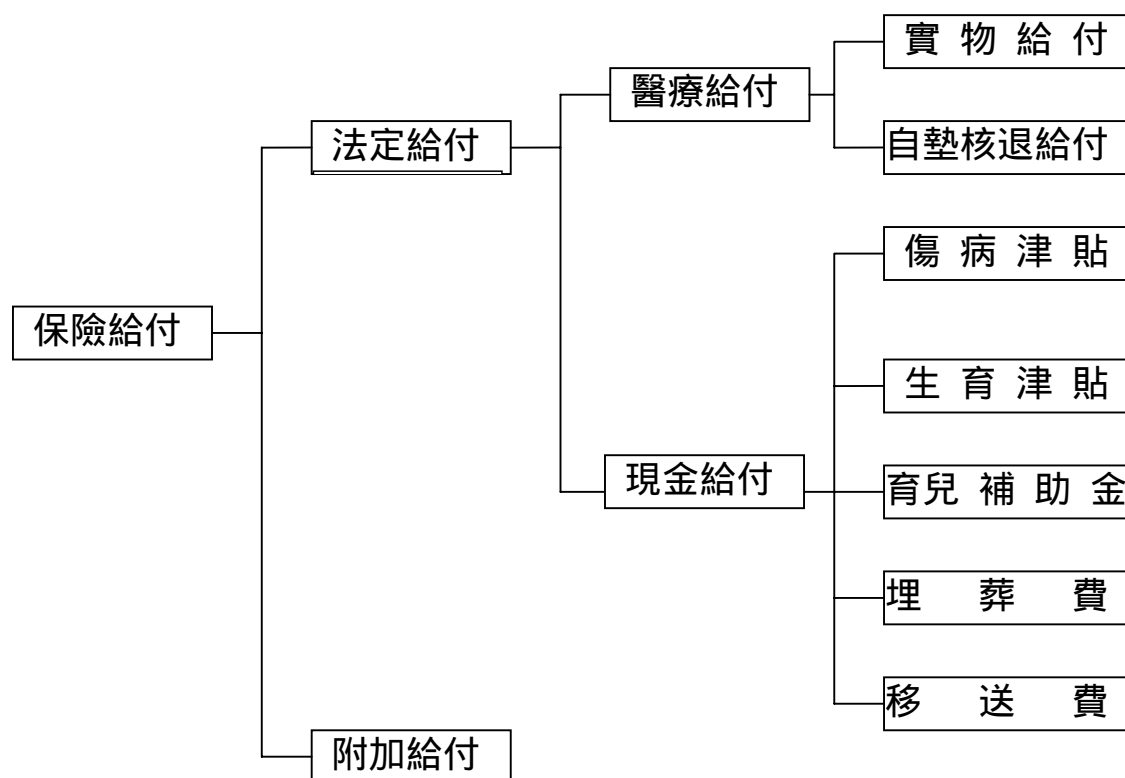 實物給付
醫療給付
法定給付
自墊核退給付
傷病津貼
保險給付
生育津貼
現金給付
育兒補助金
埋葬費
移送費
附加給付